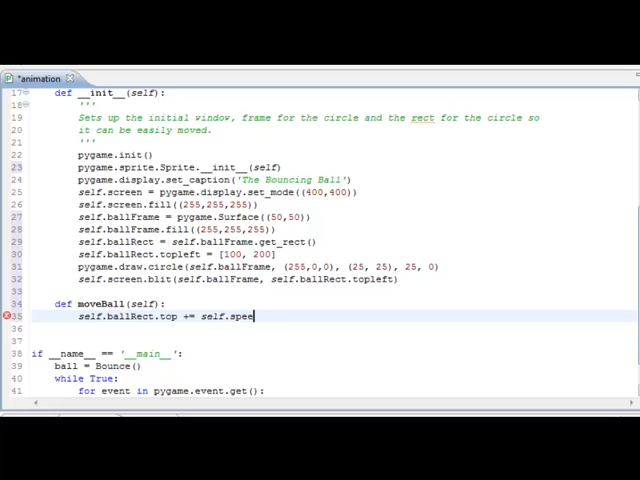 *animation
17 def __init__(self):
18 '''
19 Sets up the initial window, frame for the circle and the rect for the circle so
20 it can be easily moved.
21 '''
22 pygame.init()
23 pygame.sprite.Sprite.__init__(self)
24 pygame.display.set_caption('The Bouncing Ball')
25 self.screen = pygame.display.set_mode((400,400))
26 self.screen.fill((255,255,255))
27 self.ballFrame = pygame.Surface((50,50))
28 self.ballFrame.fill((255,255,255))
29 self.ballRect = self.ballFrame.get_rect()
30 self.ballRect.topleft = [100, 200]
31 pygame.draw.circle(self.ballFrame, (255,0,0), (25, 25), 25, 0)
32 self.screen.blit(self.ballFrame, self.ballRect.topleft)
33
34 def moveBall(self):
35 self.ballRect.top += self.spee
36
37
38 if __name__ == '__main__':
39 ball = Bounce()
40 while True:
41 for event in pygame.event.get():